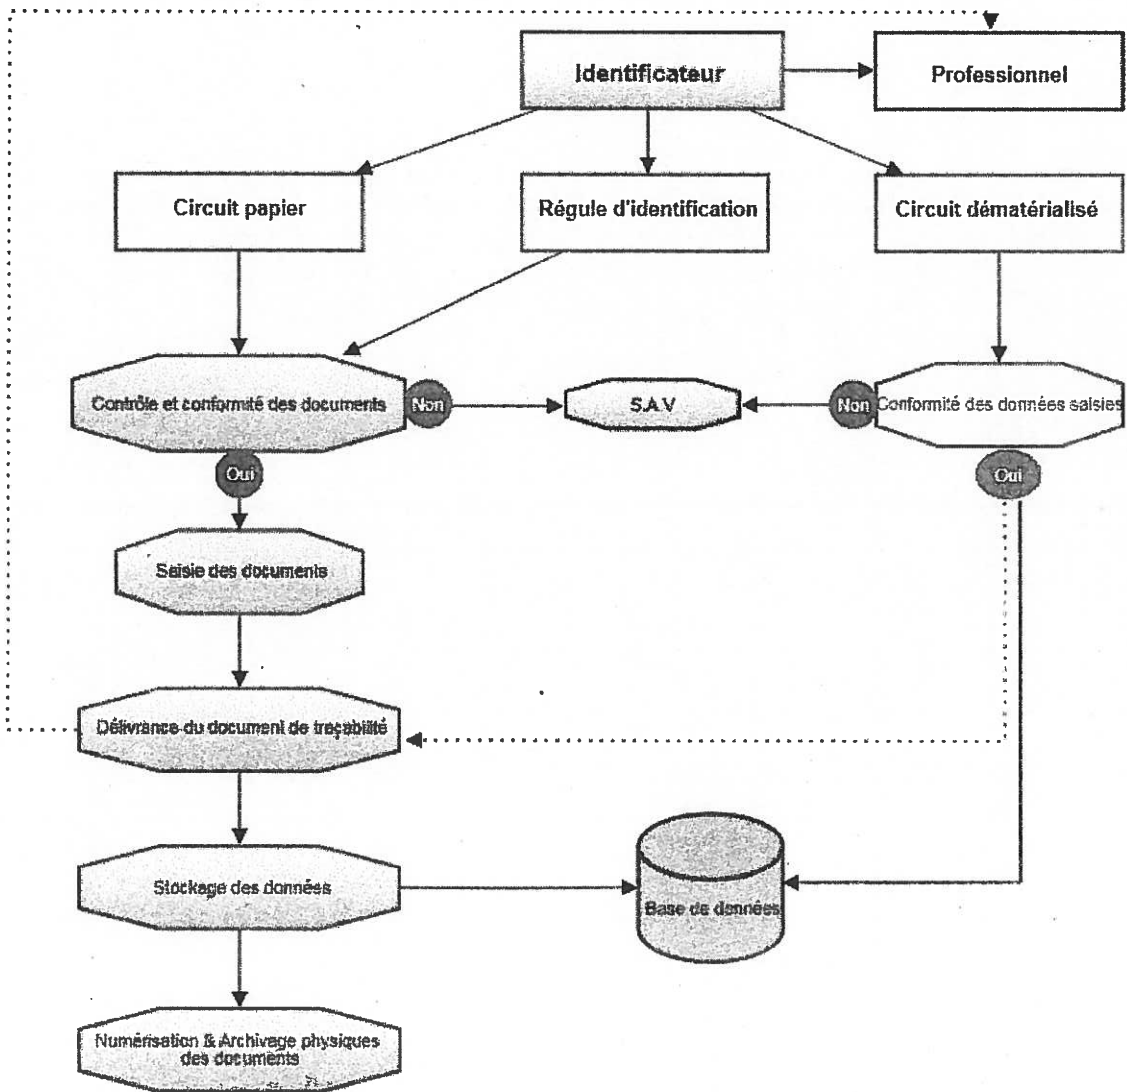 Identificateur
Professionnel
Circuit papier
Régule d'identification
Circuit dématérialisé
Contrôle et conformité des documents
Non
S.A.V
Non
Conformité des données saisies
Oui
Oui
Saisie des documents
Délivrance du document de traçabilité
Stockage des données
Base de données
Numérisation & Archivage physiques
des documents